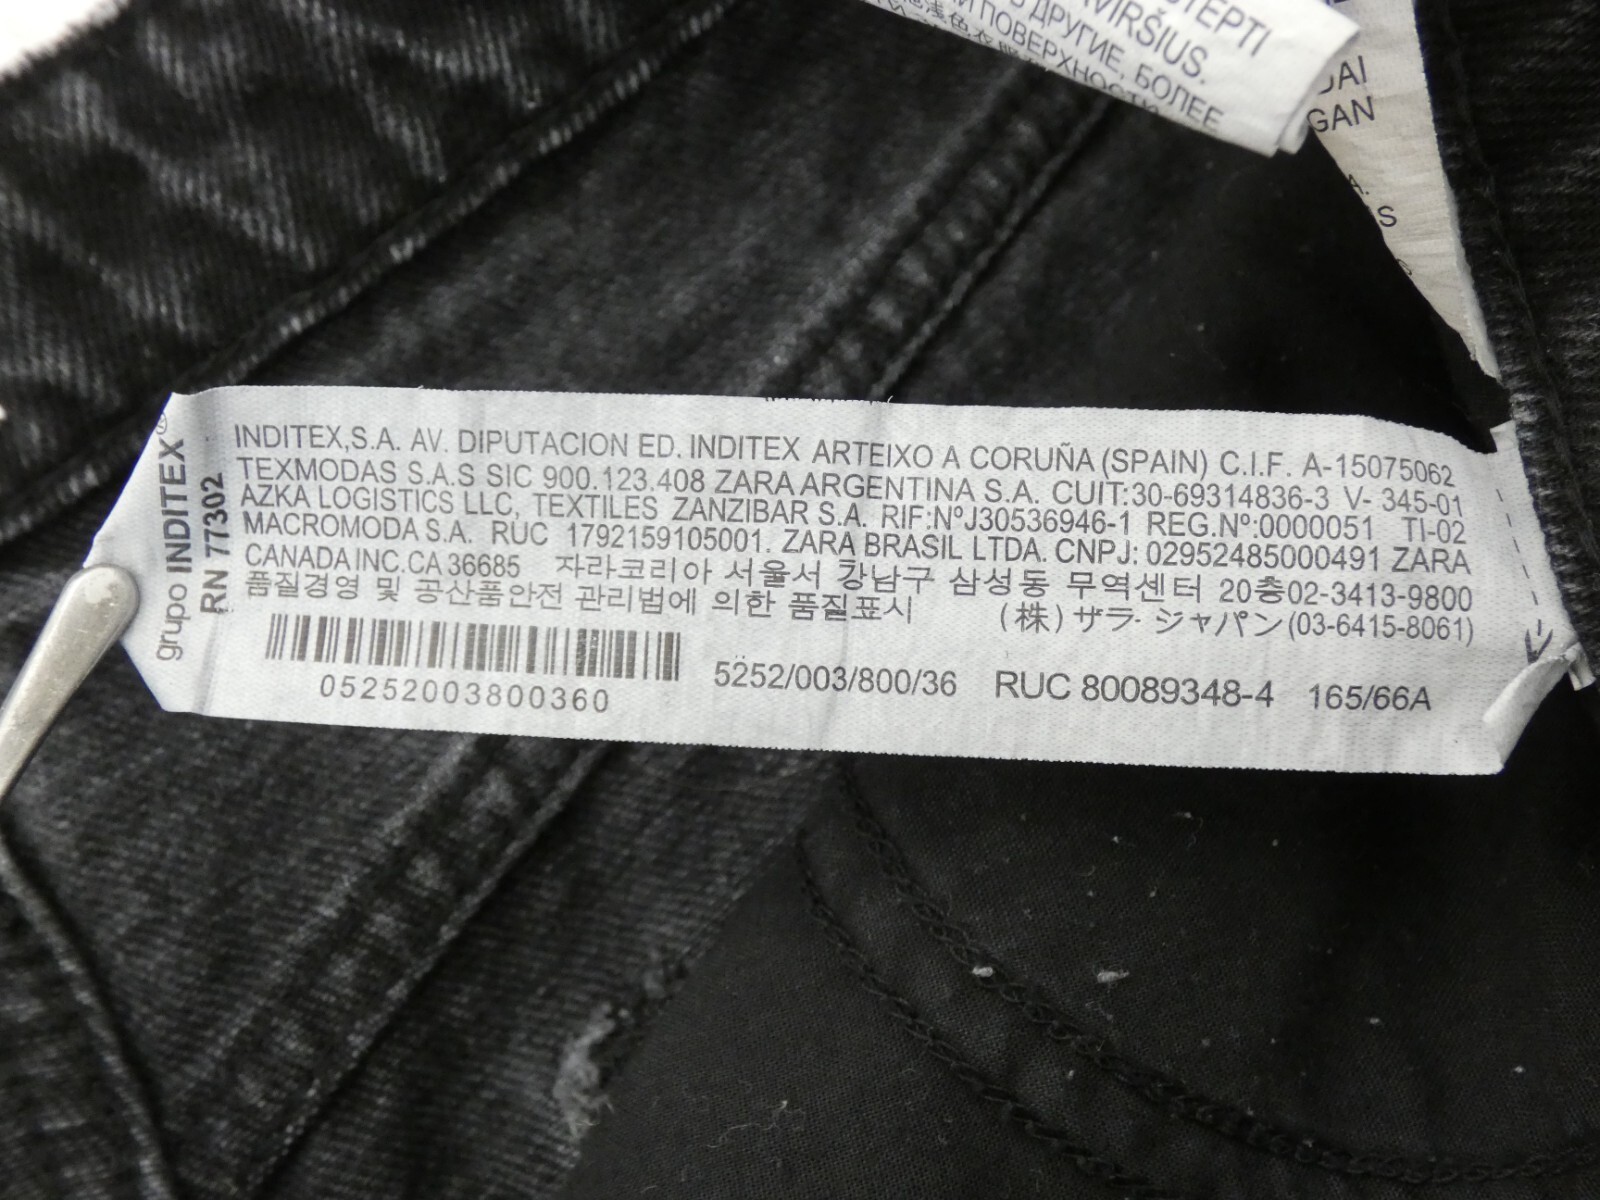 STEPTI
VIRŠIUS.
ДРУГИЕ, БОЛЕЕ
ПОВЕРХНОСТИ
浅色衣
GAN
S
grupo INDITEX
RN 77302
INDITEX,S.A. AV. DIPUTACION ED. INDITEX ARTEIXO A CORUÑA (SPAIN) C.I.F. A-15075062
TEXMODAS S.A.S SIC 900.123.408 ZARA ARGENTINA S.A. CUIT:30-69314836-3 V- 345-01
AZKA LOGISTICS LLC, TEXTILES ZANZIBAR S.A. RIF:NºJ30536946-1 REG.Nº:0000051 TI-02
MACROMODA S.A. RUC 1792159105001. ZARA BRASIL LTDA. CNPJ: 02952485000491 ZARA
CANADA INC.CA 36685 자라코리아 서울서 강남구 삼성동 무역센터 20층02-3413-9800
품질경영 및 공산품안전 관리법에 의한 품질표시 (株) ザラ・ジャパン (03-6415-8061)
05252003800360
5252/003/800/36 RUC 80089348-4 165/66A